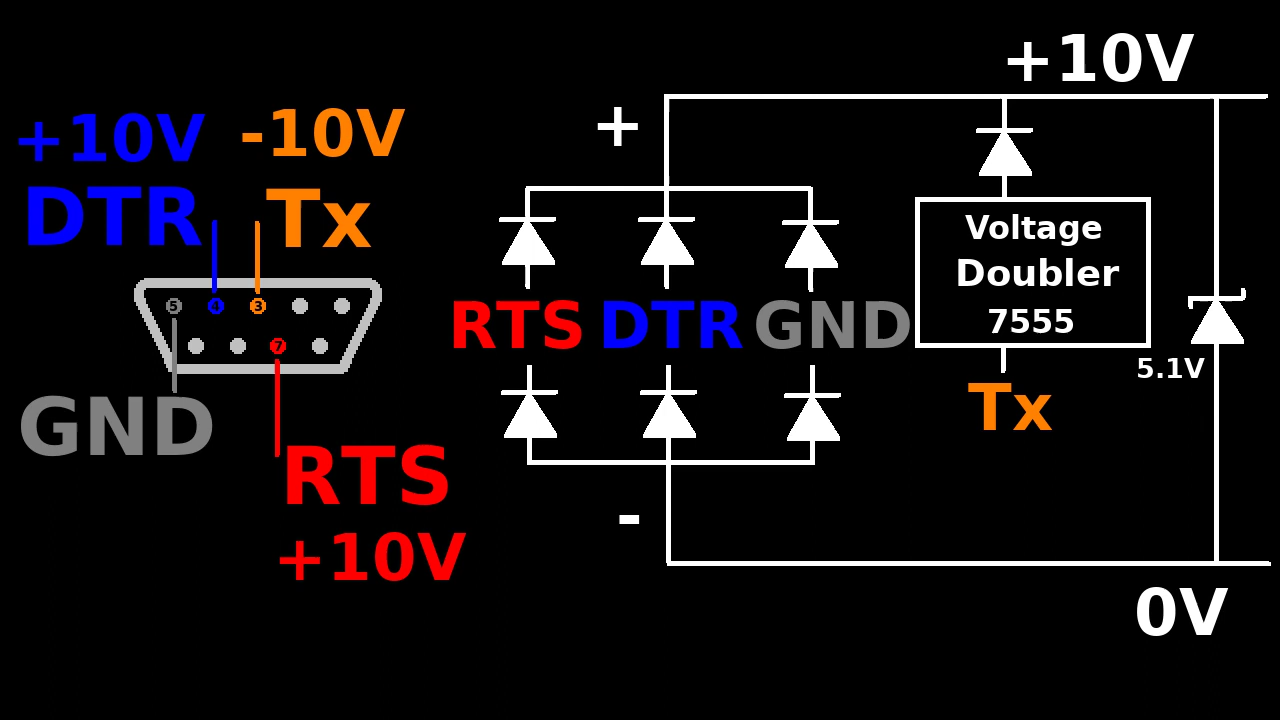 +10V -10V
DTR Tx
5 4 3
7
GND
RTS
+10V
+
RTS DTR GND
-
+10V
Voltage
Doubler
7555
Tx
5.1V
0V